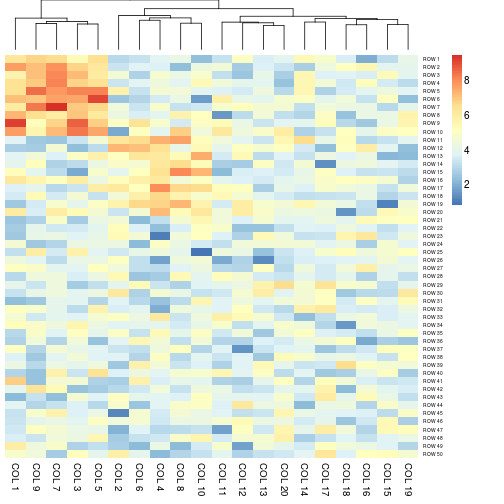 ROW 1
ROW 2
ROW 3
ROW 4
ROW 5
ROW 6
ROW 7
ROW 8
ROW 9
ROW 10
ROW 11
ROW 12
ROW 13
ROW 14
ROW 15
ROW 16
ROW 17
ROW 18
ROW 19
ROW 20
ROW 21
ROW 22
ROW 23
ROW 24
ROW 25
ROW 26
ROW 27
ROW 28
ROW 29
ROW 30
ROW 31
ROW 32
ROW 33
ROW 34
ROW 35
ROW 36
ROW 37
ROW 38
ROW 39
ROW 40
ROW 41
ROW 42
ROW 43
ROW 44
ROW 45
ROW 46
ROW 47
ROW 48
ROW 49
ROW 50
8
6
4
2
COL 1
COL 9
COL 7
COL 3
COL 5
COL 2
COL 6
COL 4
COL 8
COL 10
COL 11
COL 12
COL 13
COL 20
COL 14
COL 17
COL 18
COL 16
COL 15
COL 19